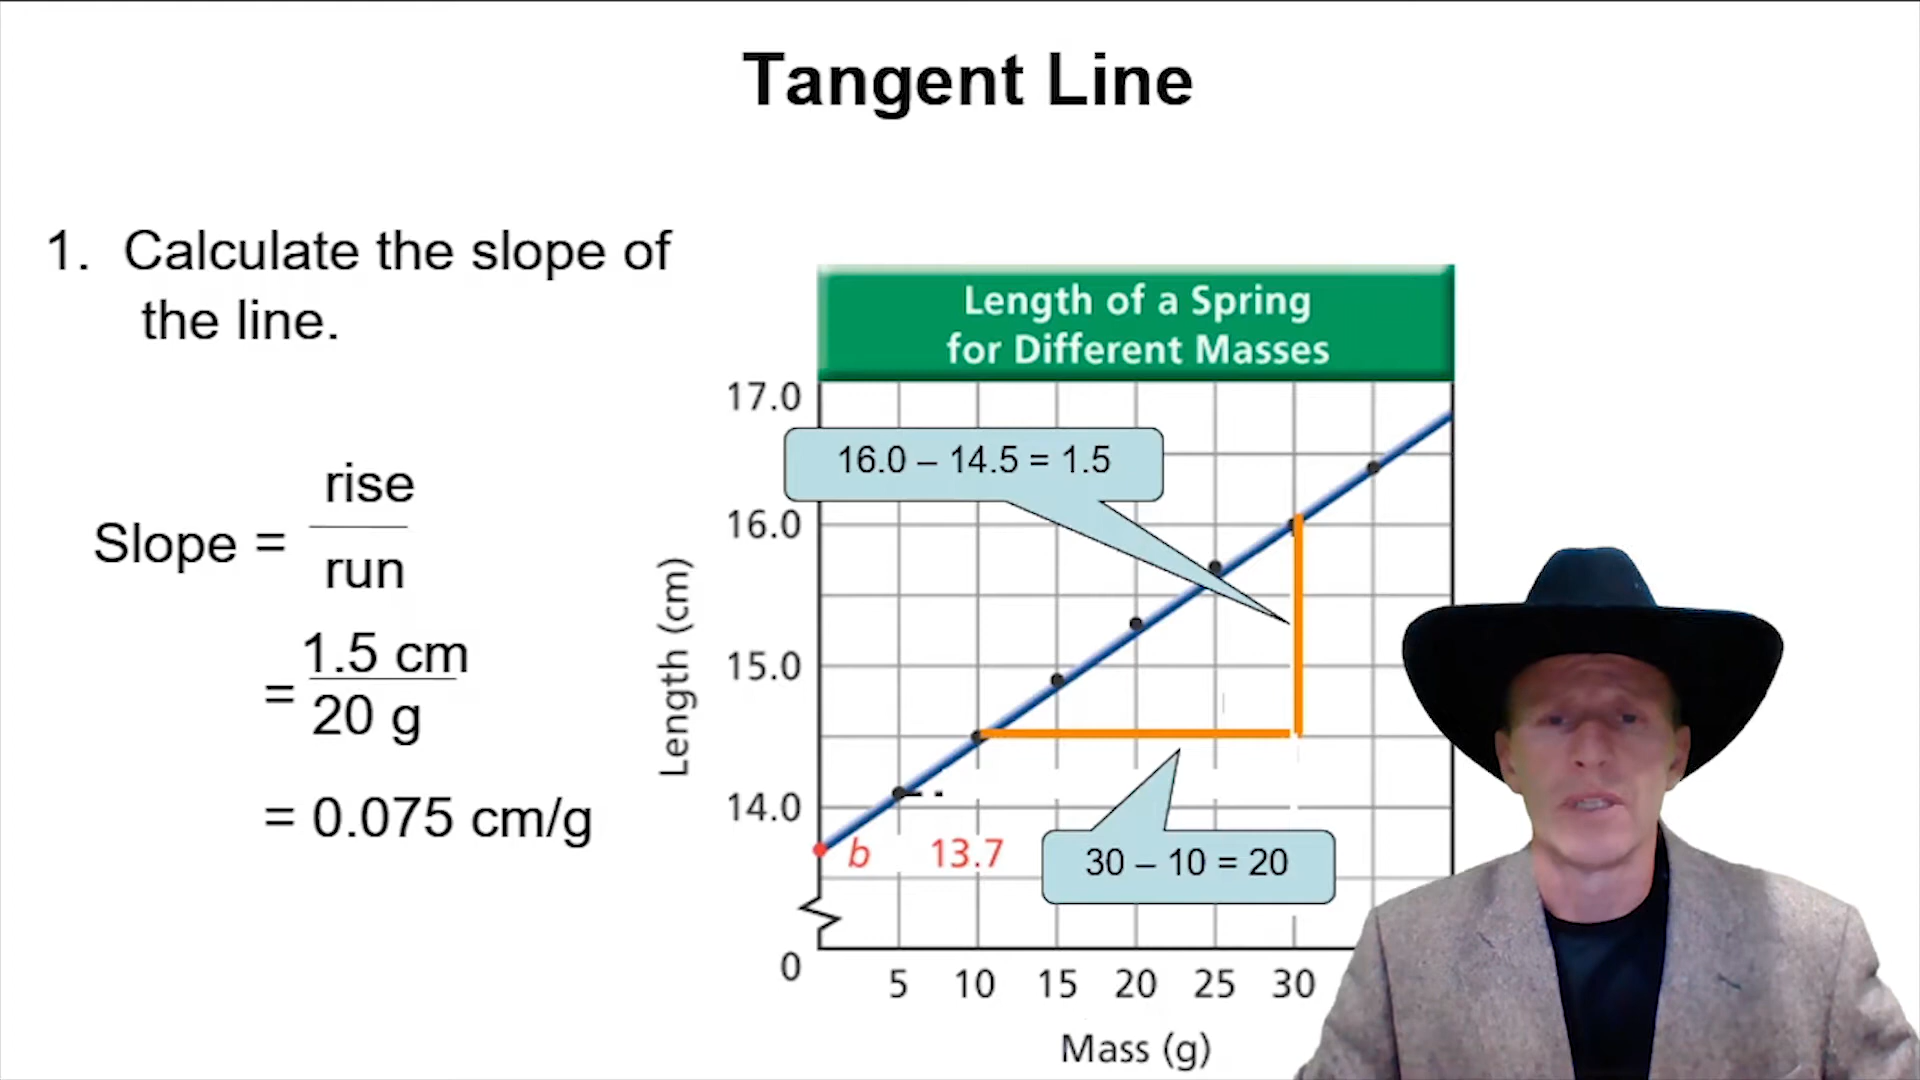 Tangent Line
1. Calculate the slope of
the line.
Slope = rise
run
= 1.5 cm
20 g
= 0.075 cm/g
Length of a Spring
for Different Masses
17.0
16.0 – 14.5 = 1.5
16.0
15.0
14.0
Length (cm)
b 13.7
30 – 10 = 20
0
5 10 15 20 25 30
Mass (g)